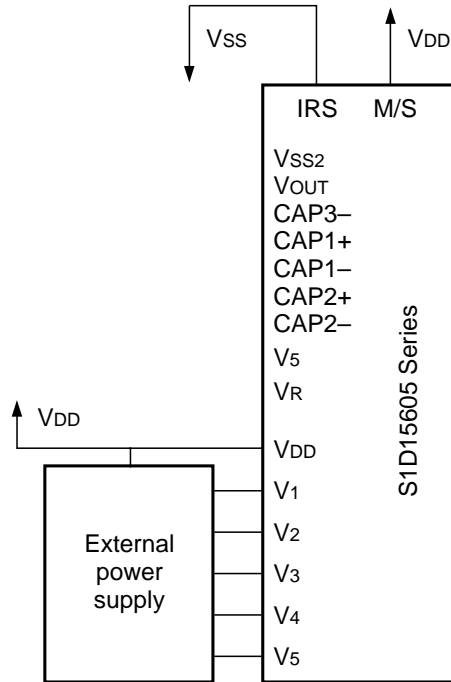 VSS
VDD
IRS M/S
VSS2
VOUT
CAP3–
CAP1+
CAP1–
CAP2+
CAP2–
V5
VR
VDD
VDD
V1
V2
V3
V4
V5
External
power
supply
S1D15605 Series